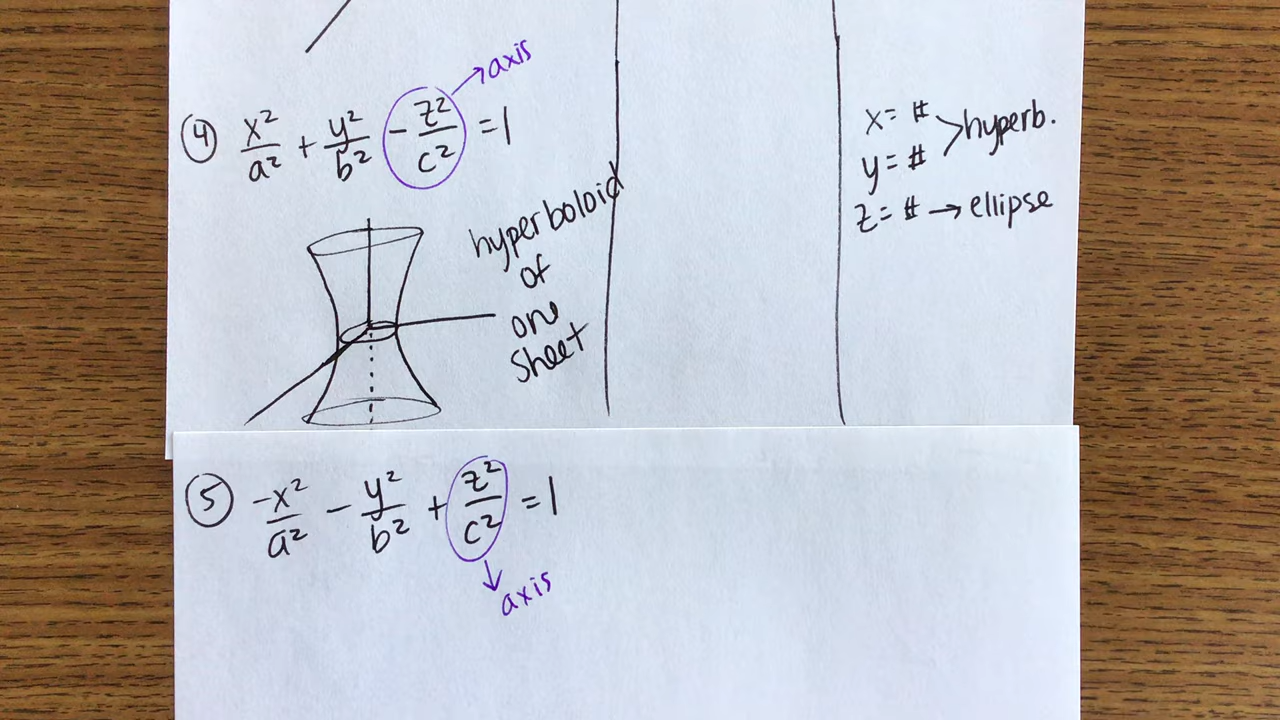 ④ x²/a² + y²/b² - z²/c² = 1
→ axis
hyperboloid
of
one
sheet
x = #
y = #
> hyperb.
z = # → ellipse
⑤ -x²/a² - y²/b² + z²/c² = 1
↓
axis